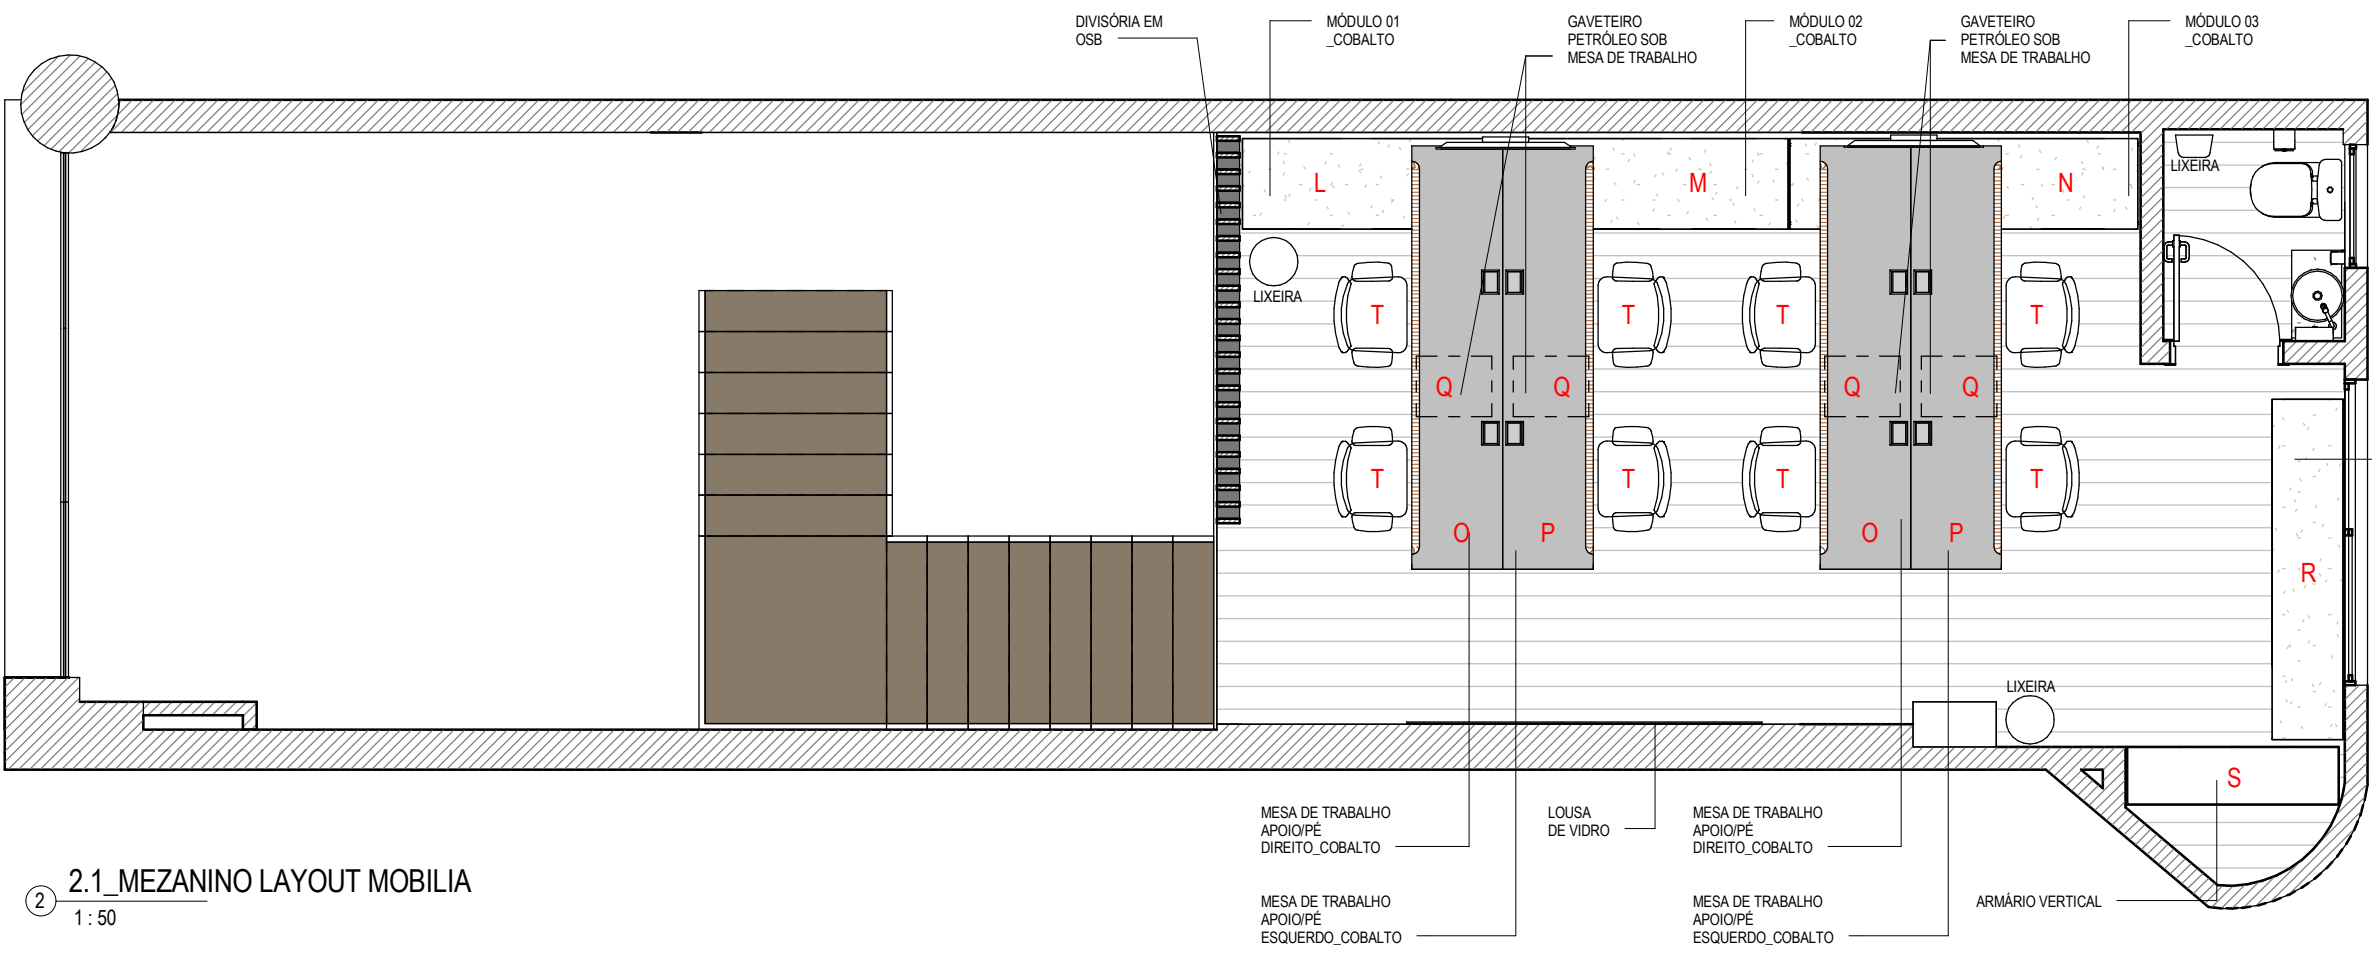 DIVISÓRIA EM
OSB
MÓDULO 01
_COBALTO
GAVETEIRO
PETRÓLEO SOB
MESA DE TRABALHO
MÓDULO 02
_COBALTO
GAVETEIRO
PETRÓLEO SOB
MESA DE TRABALHO
MÓDULO 03
_COBALTO
L
M
N
LIXEIRA
LIXEIRA
T
T
T
T
Q
Q
Q
Q
T
T
T
T
O
P
O
P
R
LIXEIRA
S
MESA DE TRABALHO
APOIO/PÉ
DIREITO_COBALTO
LOUSA
DE VIDRO
MESA DE TRABALHO
APOIO/PÉ
DIREITO_COBALTO
MESA DE TRABALHO
APOIO/PÉ
ESQUERDO_COBALTO
MESA DE TRABALHO
APOIO/PÉ
ESQUERDO_COBALTO
ARMÁRIO VERTICAL
2
2.1_MEZANINO LAYOUT MOBILIA
1 : 50